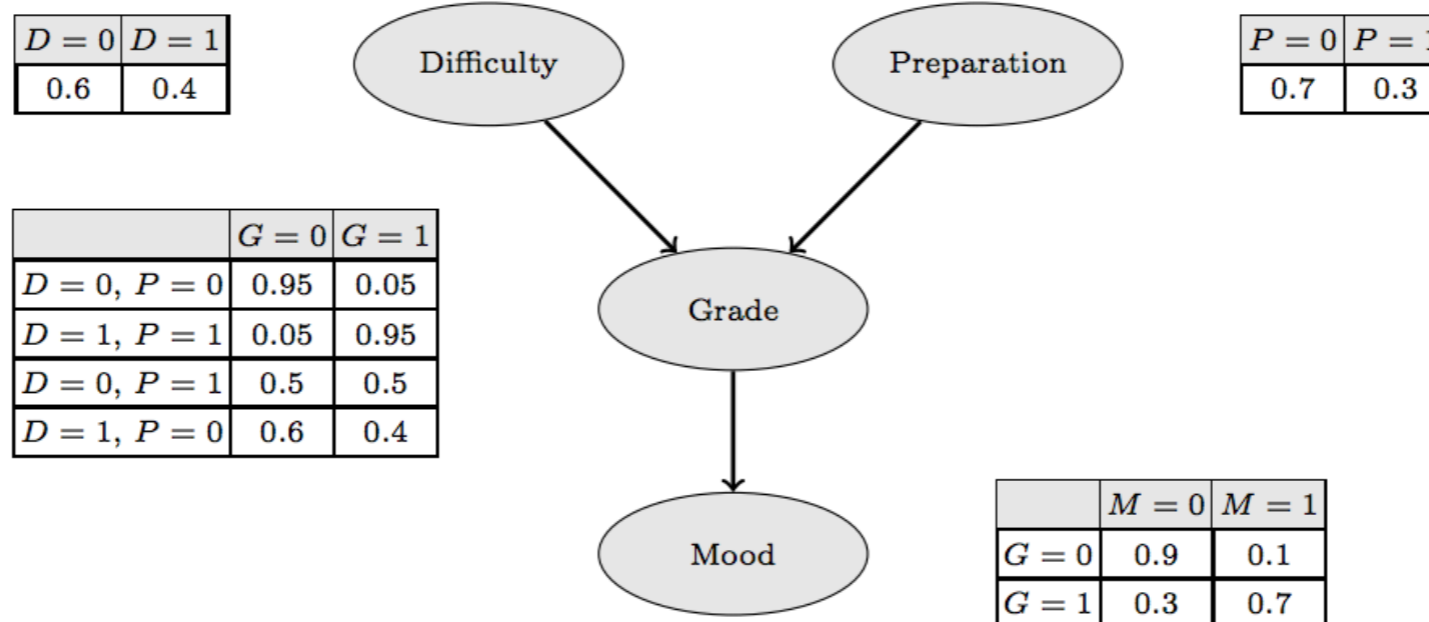 D = 0 D = 1
0.6 0.4
Difficulty
Preparation
P = 0 P = 1
0.7 0.3
G = 0 G = 1
D = 0, P = 0 0.95 0.05
D = 1, P = 1 0.05 0.95
D = 0, P = 1 0.5 0.5
D = 1, P = 0 0.6 0.4
Grade
Mood
M = 0 M = 1
G = 0 0.9 0.1
G = 1 0.3 0.7